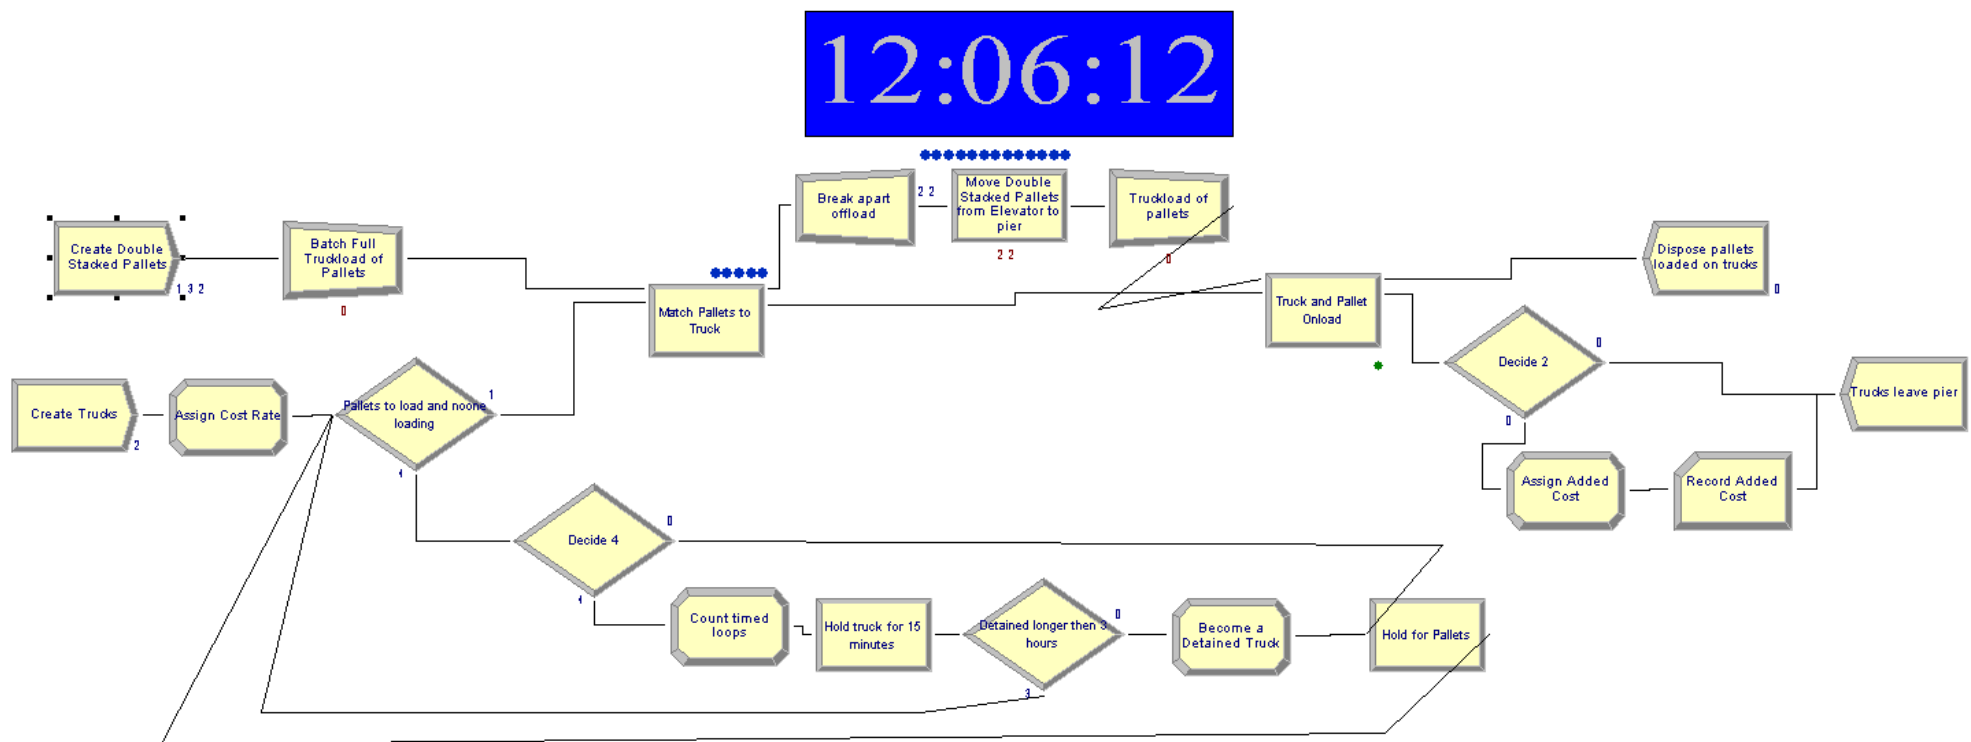 12:06:12
Move Double
Stacked Pallets
from Elevator to
pier
2 2
Break apart
offload
Truckload of
pallets
2 2
0
Create Double
Stacked Pallets
1 3 2
Batch Full
Truckload of
Pallets
0
Dispose pallets
loaded on trucks
0
Match Pallets to
Truck
Truck and Pallet
Onload
Decide 2
0
0
Create Trucks
2
Assign Cost Rate
Pallets to load and noone
loading
1
Trucks leave pier
Assign Added
Cost
Record Added
Cost
Decide 4
0
Count timed
loops
Hold truck for 15
minutes
Detained longer then 3
hours
0
3
Become a
Detained Truck
Hold for Pallets